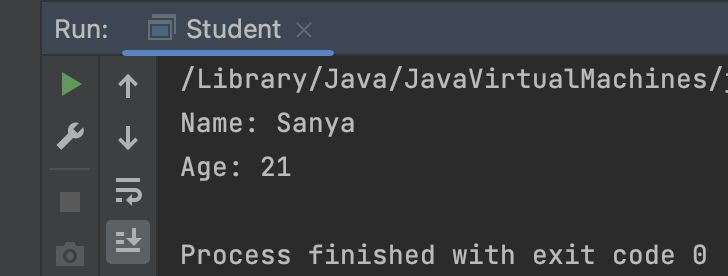 Run: Student
/Library/Java/JavaVirtualMachines/
Name: Sanya
Age: 21
Process finished with exit code 0